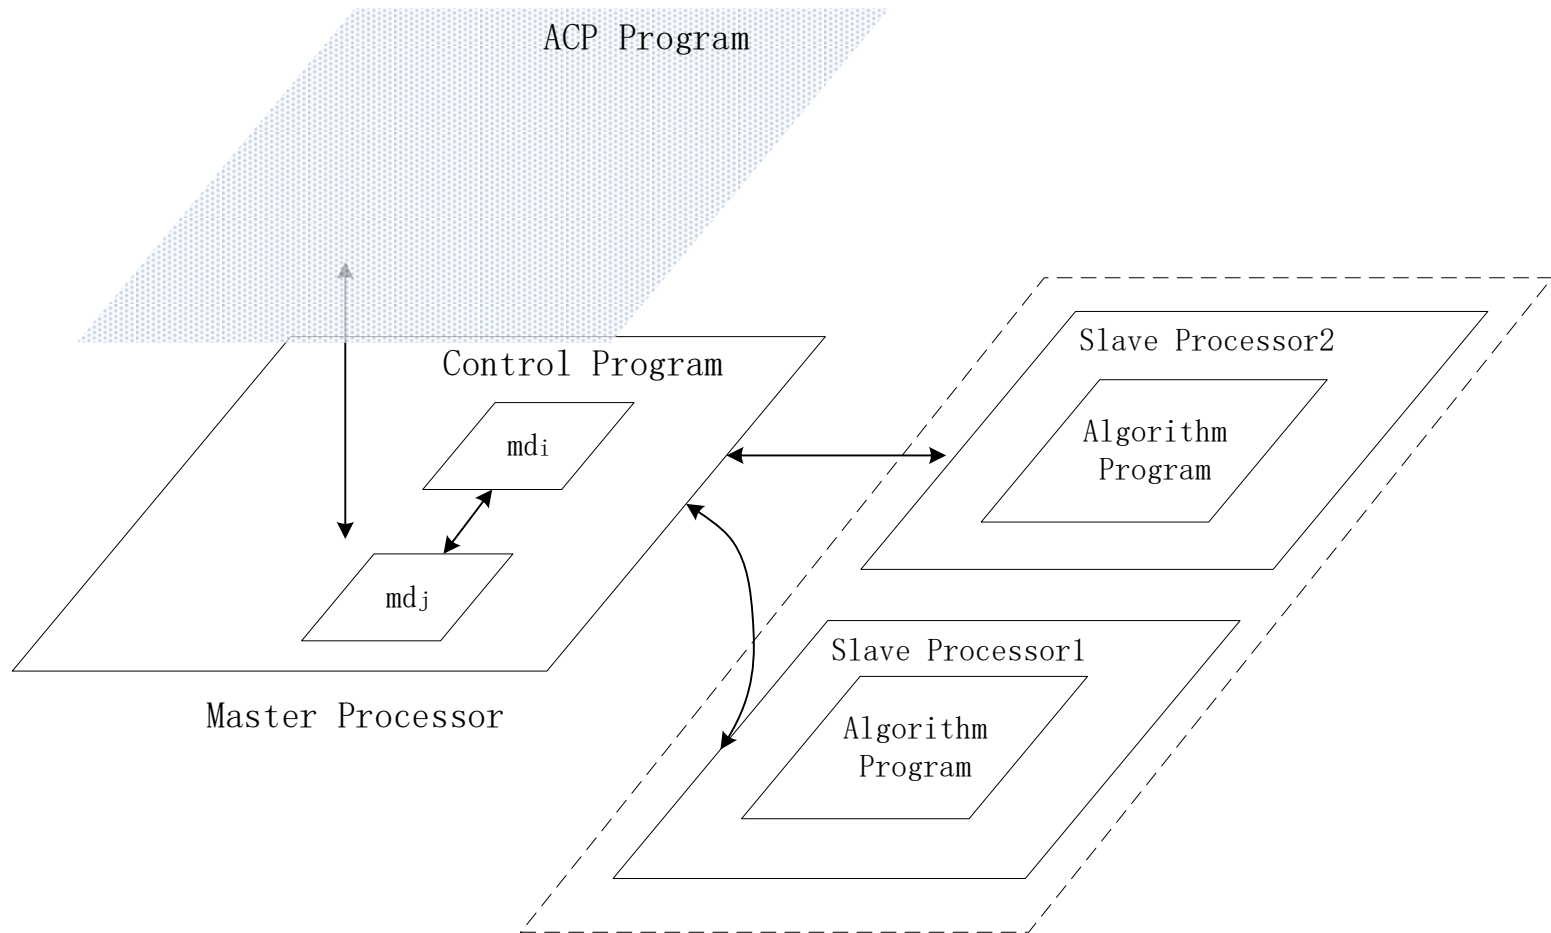 ACP Program
Control Program
mdi
mdj
Master Processor
Slave Processor2
Algorithm
Program
Slave Processor1
Algorithm
Program